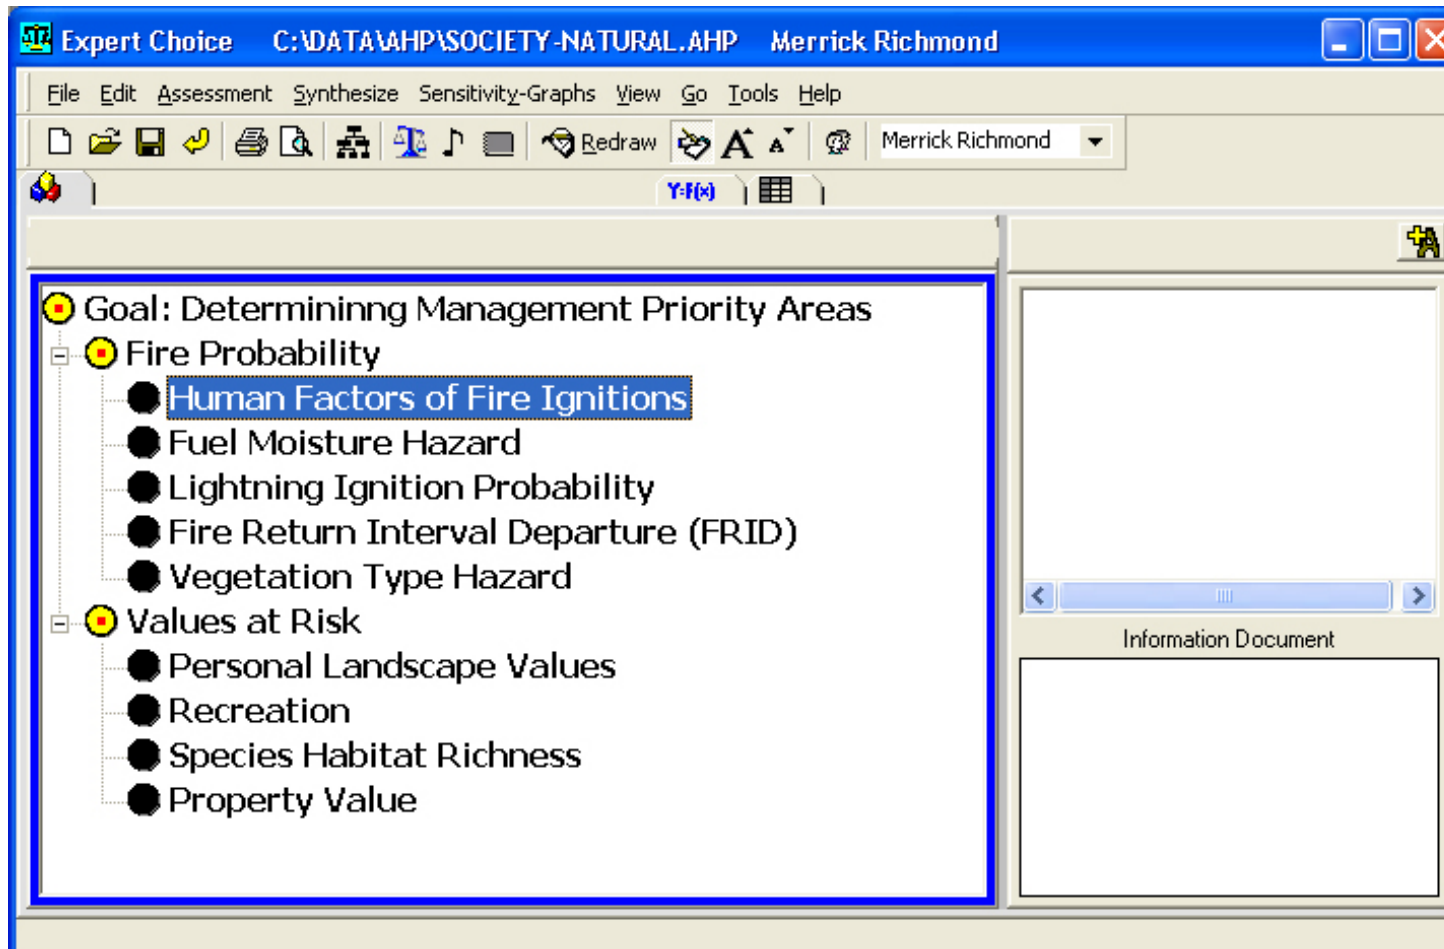 Expert Choice C:\DATA\AHP\SOCIETY-NATURAL.AHP Merrick Richmond
File Edit Assessment Synthesize Sensitivity-Graphs View Go Tools Help
Redraw A A Merrick Richmond
Y=F(x)
Goal: Determininng Management Priority Areas
Fire Probability
Human Factors of Fire Ignitions
Fuel Moisture Hazard
Lightning Ignition Probability
Fire Return Interval Departure (FRID)
Vegetation Type Hazard
Values at Risk
Personal Landscape Values
Recreation
Species Habitat Richness
Property Value
Information Document